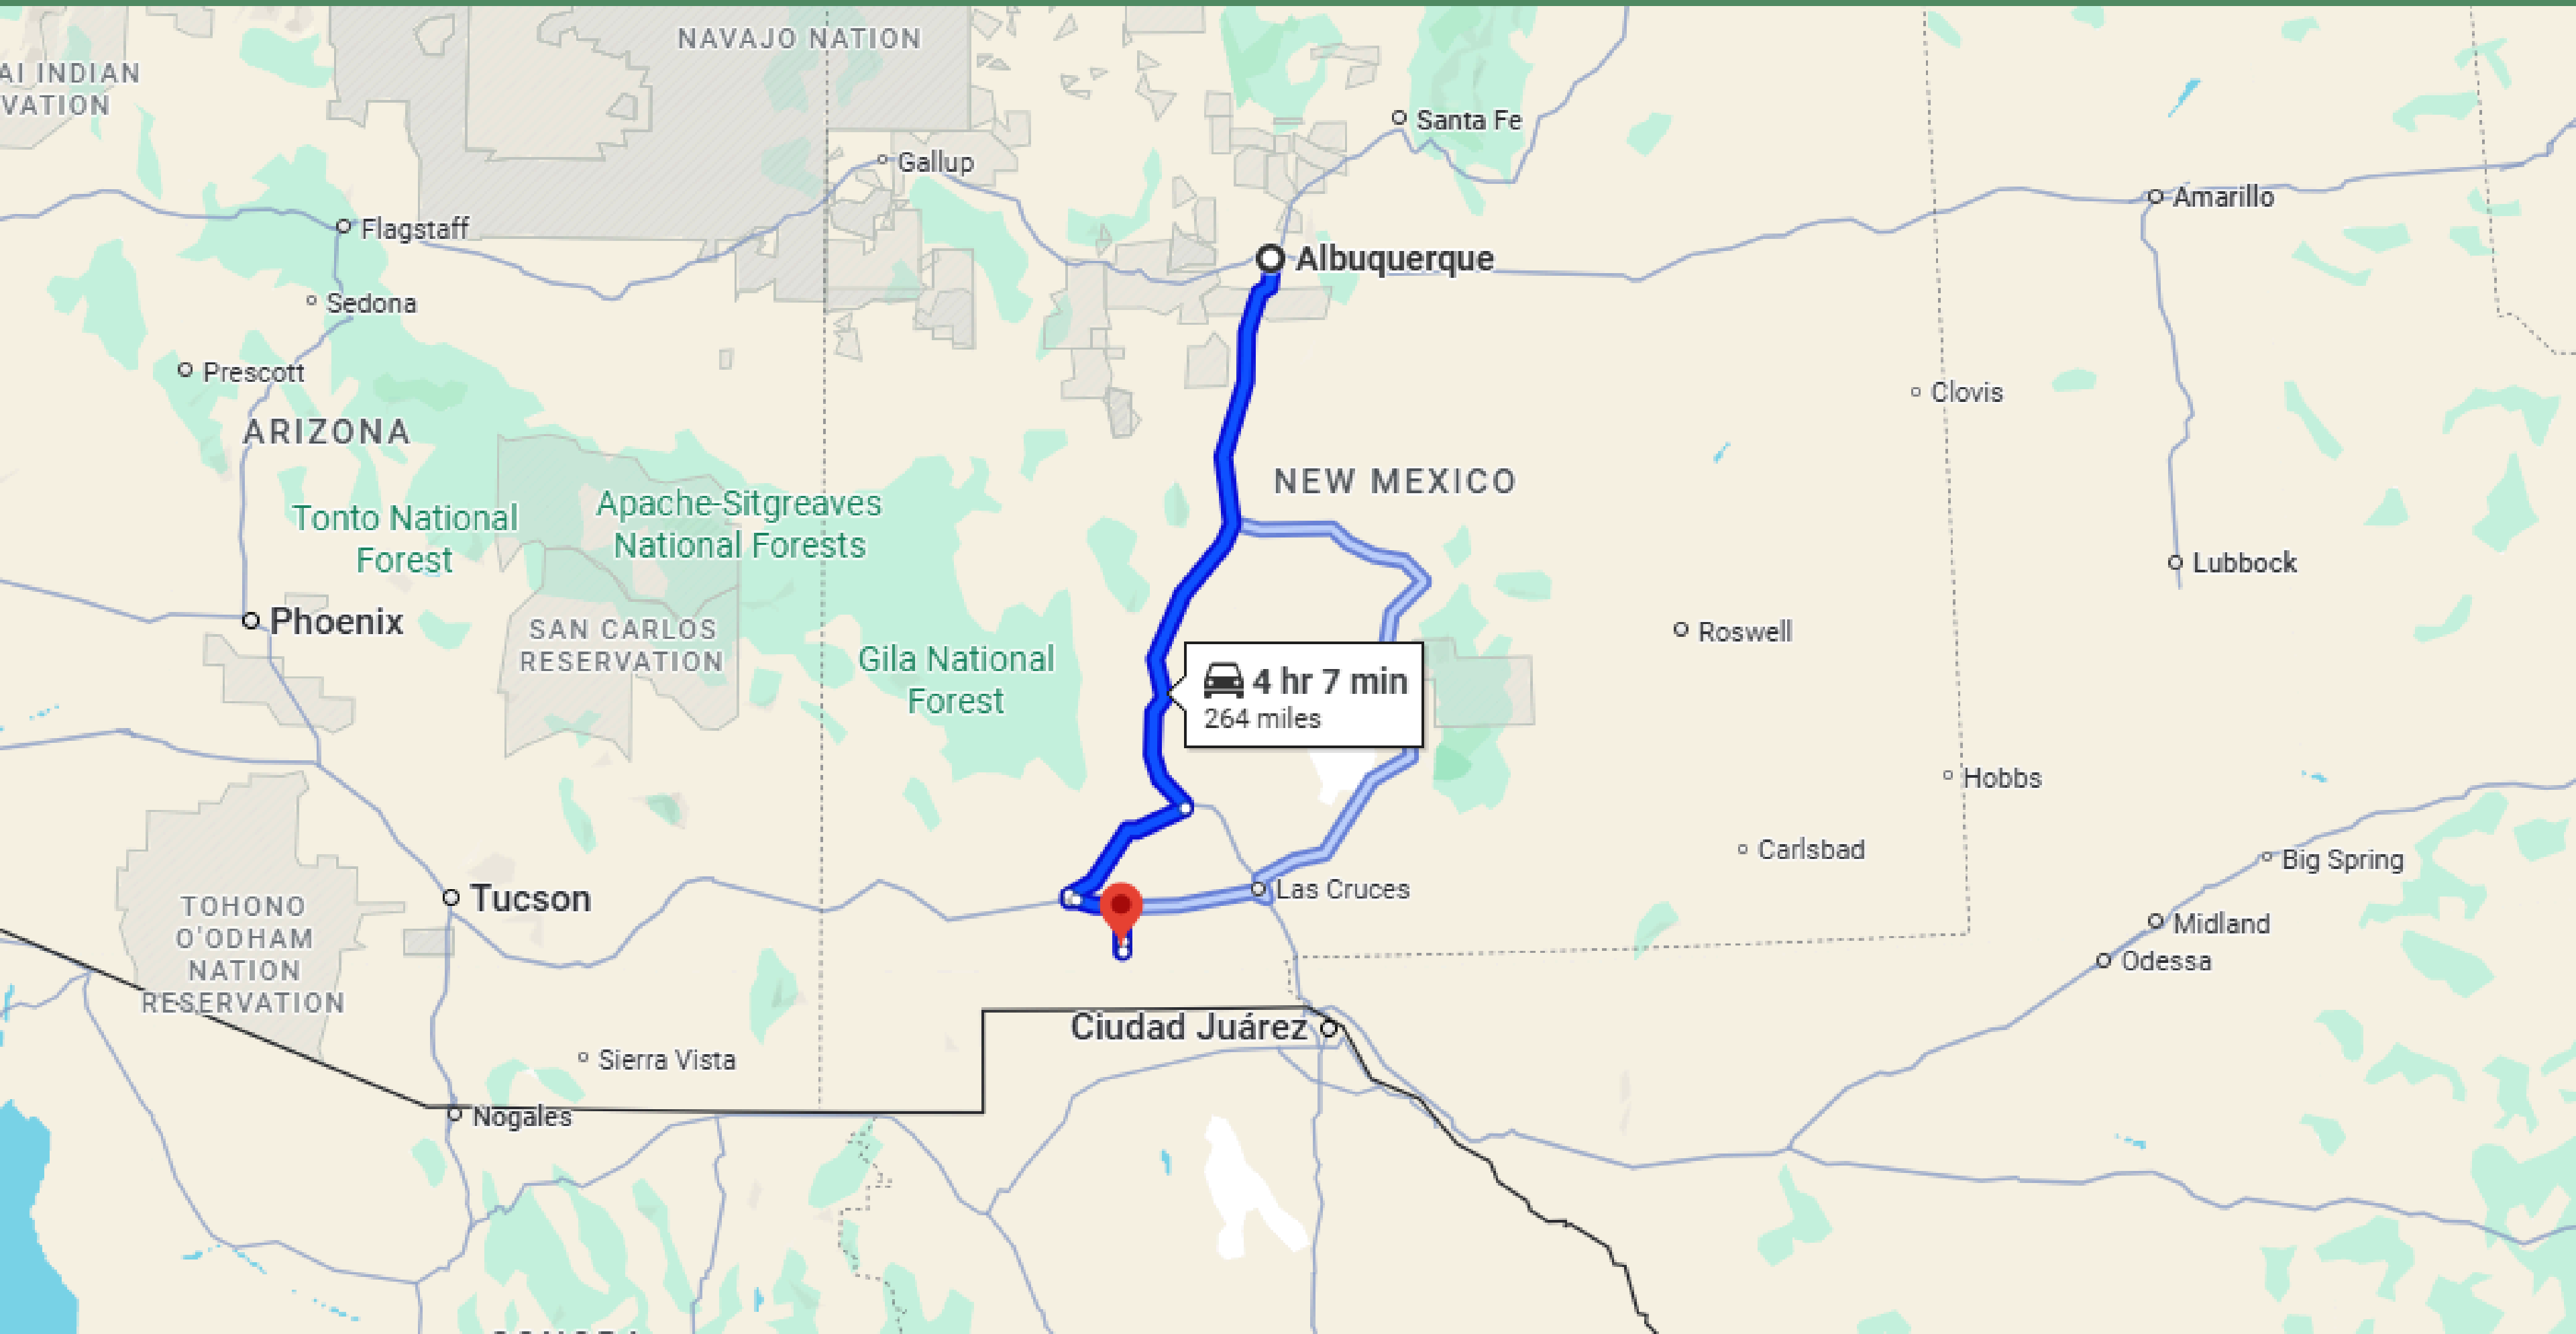 NAVAJO NATION
AI INDIAN
VATION
Santa Fe
Gallup
Amarillo
Flagstaff
Albuquerque
Sedona
Prescott
Clovis
ARIZONA
NEW MEXICO
Apache-Sitgreaves
National Forests
Tonto National
Forest
Lubbock
Phoenix
SAN CARLOS
RESERVATION
Roswell
Gila National
Forest
4 hr 7 min
264 miles
Hobbs
Carlsbad
Big Spring
Las Cruces
Tucson
TOHONO
O'ODHAM
NATION
RESERVATION
Midland
Odessa
Ciudad Juárez
Sierra Vista
Nogales